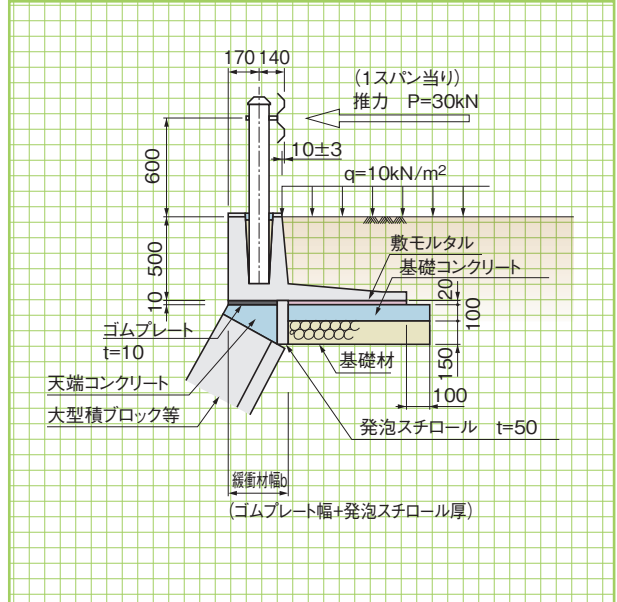 170 140
(1スパン当り)
推力 P=30kN
10±3
600
q=10kN/m²
敷モルタル
基礎コンクリート
500
10
20
100
150
ゴムプレート
t=10
基礎材
天端コンクリート
100
大型積ブロック等
発泡スチロール t=50
緩衝材幅b
(ゴムプレート幅+発泡スチロール厚)